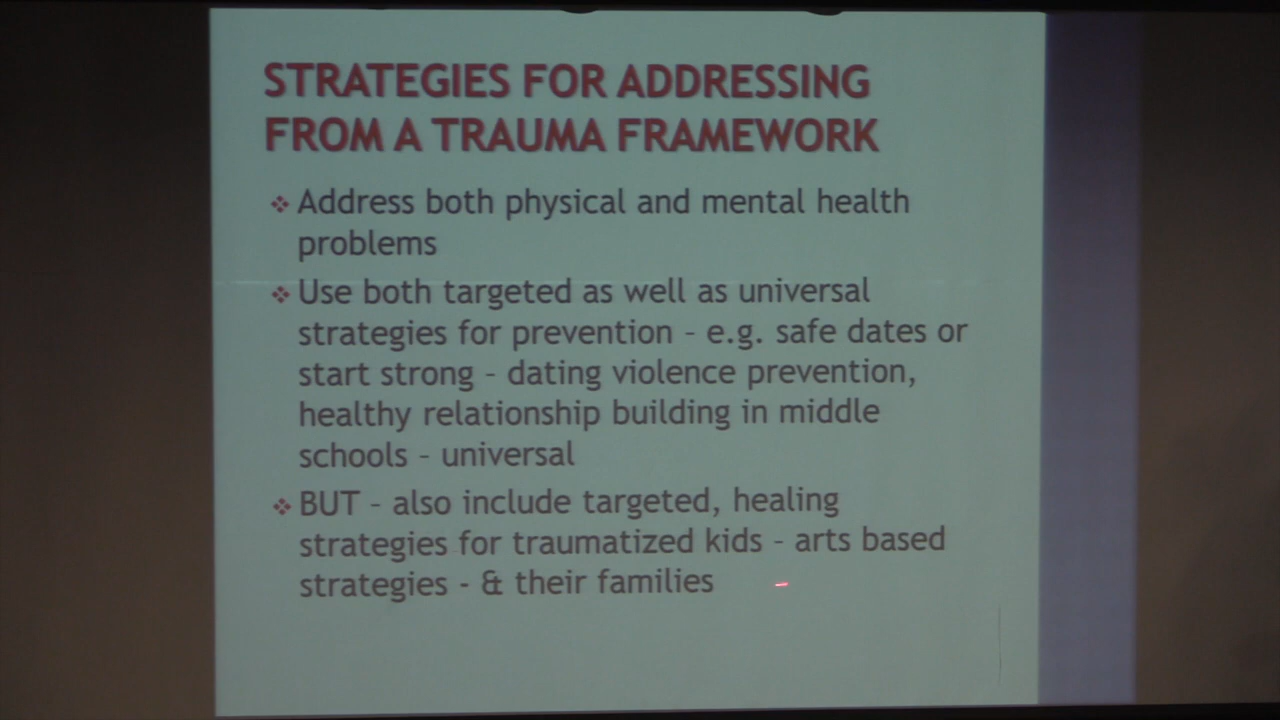 STRATEGIES FOR ADDRESSING
FROM A TRAUMA FRAMEWORK
❖ Address both physical and mental health
problems
❖ Use both targeted as well as universal
strategies for prevention – e.g. safe dates or
start strong – dating violence prevention,
healthy relationship building in middle
schools – universal
❖ BUT – also include targeted, healing
strategies for traumatized kids – arts based
strategies - & their families